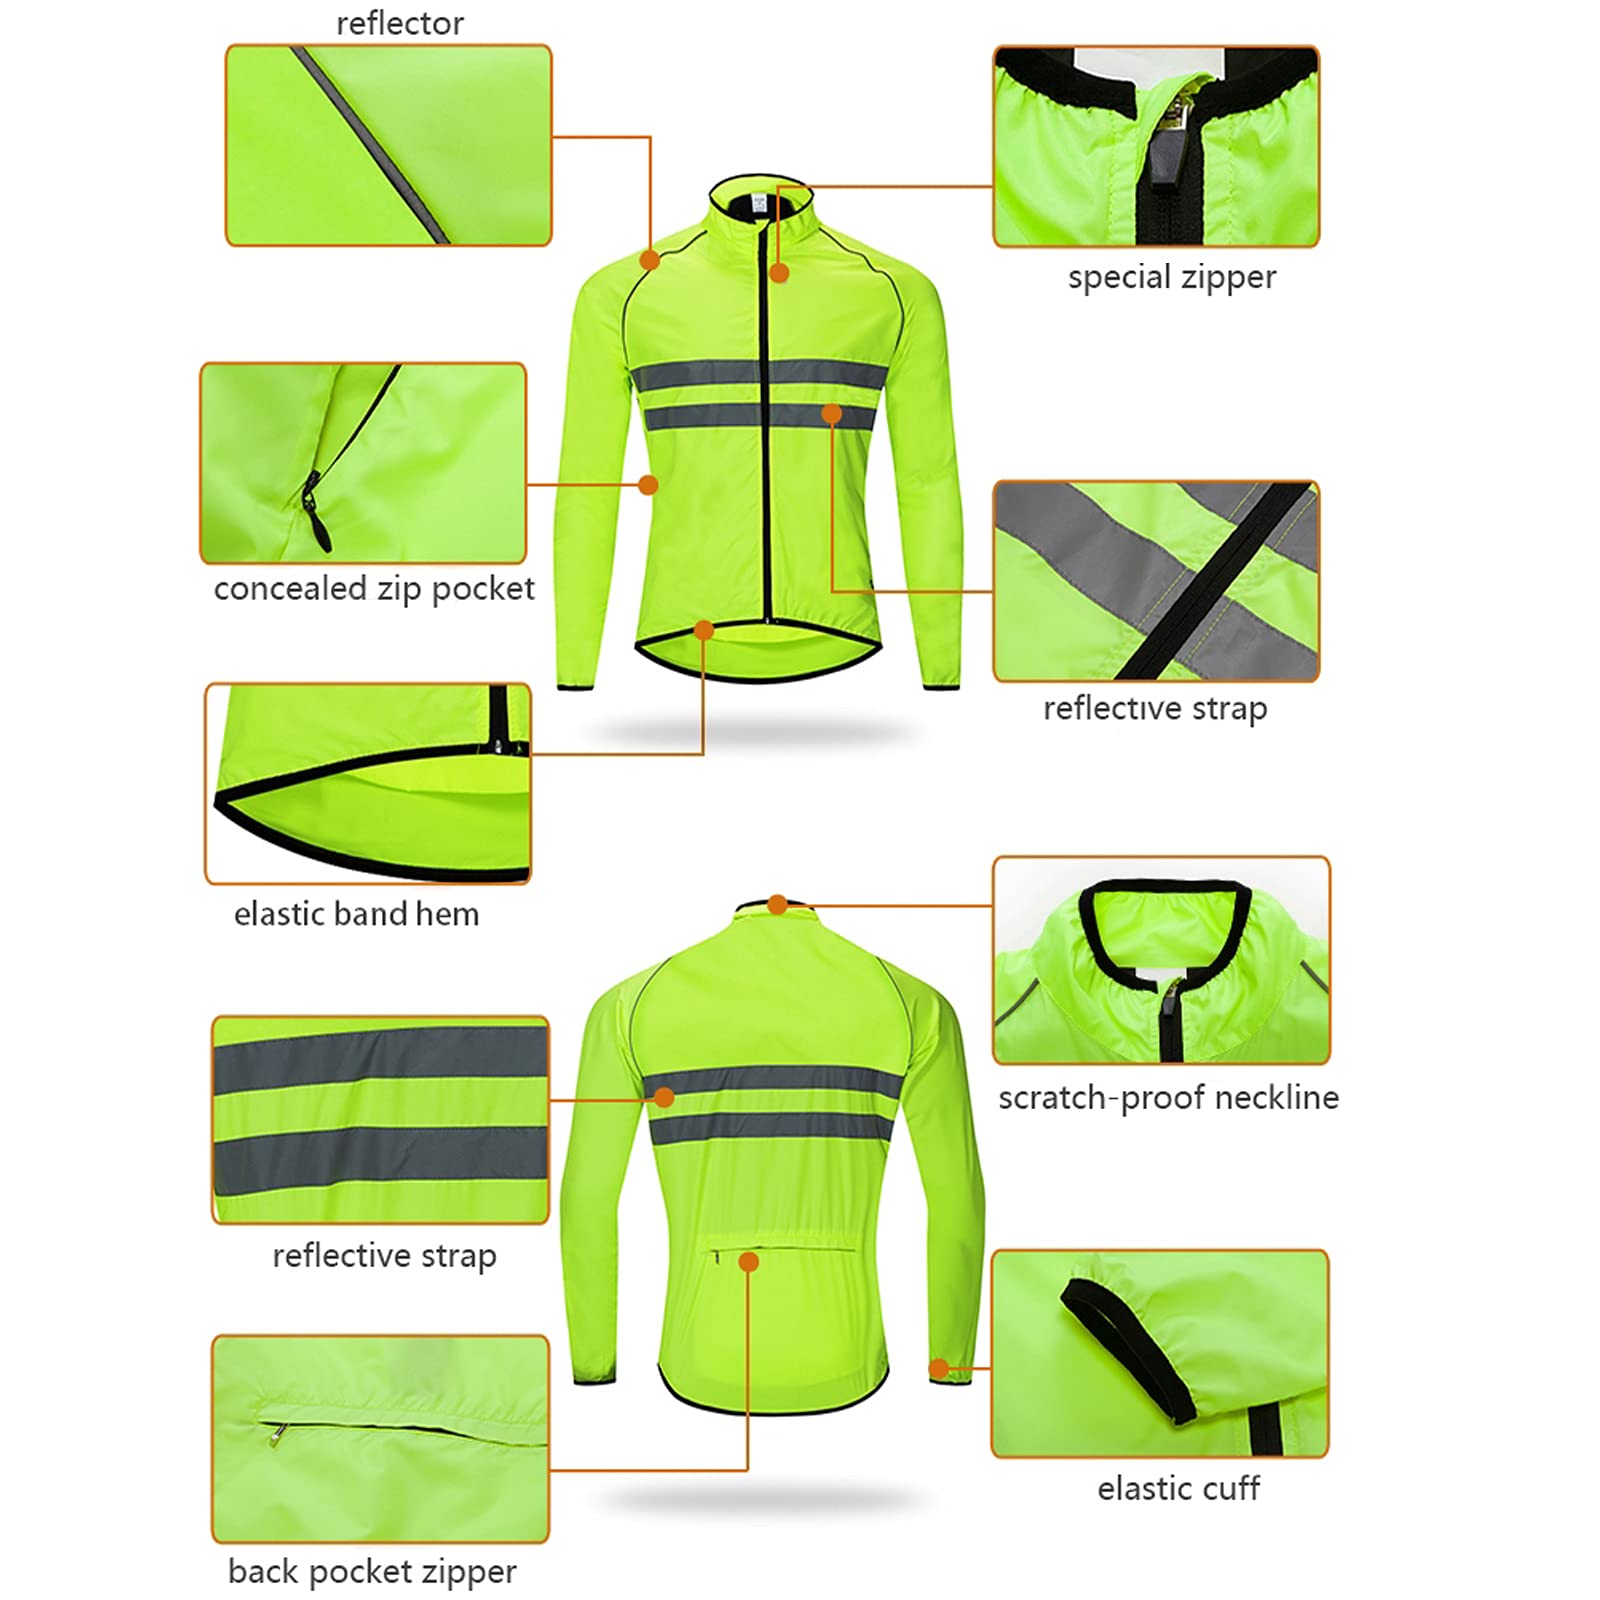 reflector
special zipper
concealed zip pocket
reflective strap
elastic band hem
scratch-proof neckline
reflective strap
elastic cuff
back pocket zipper